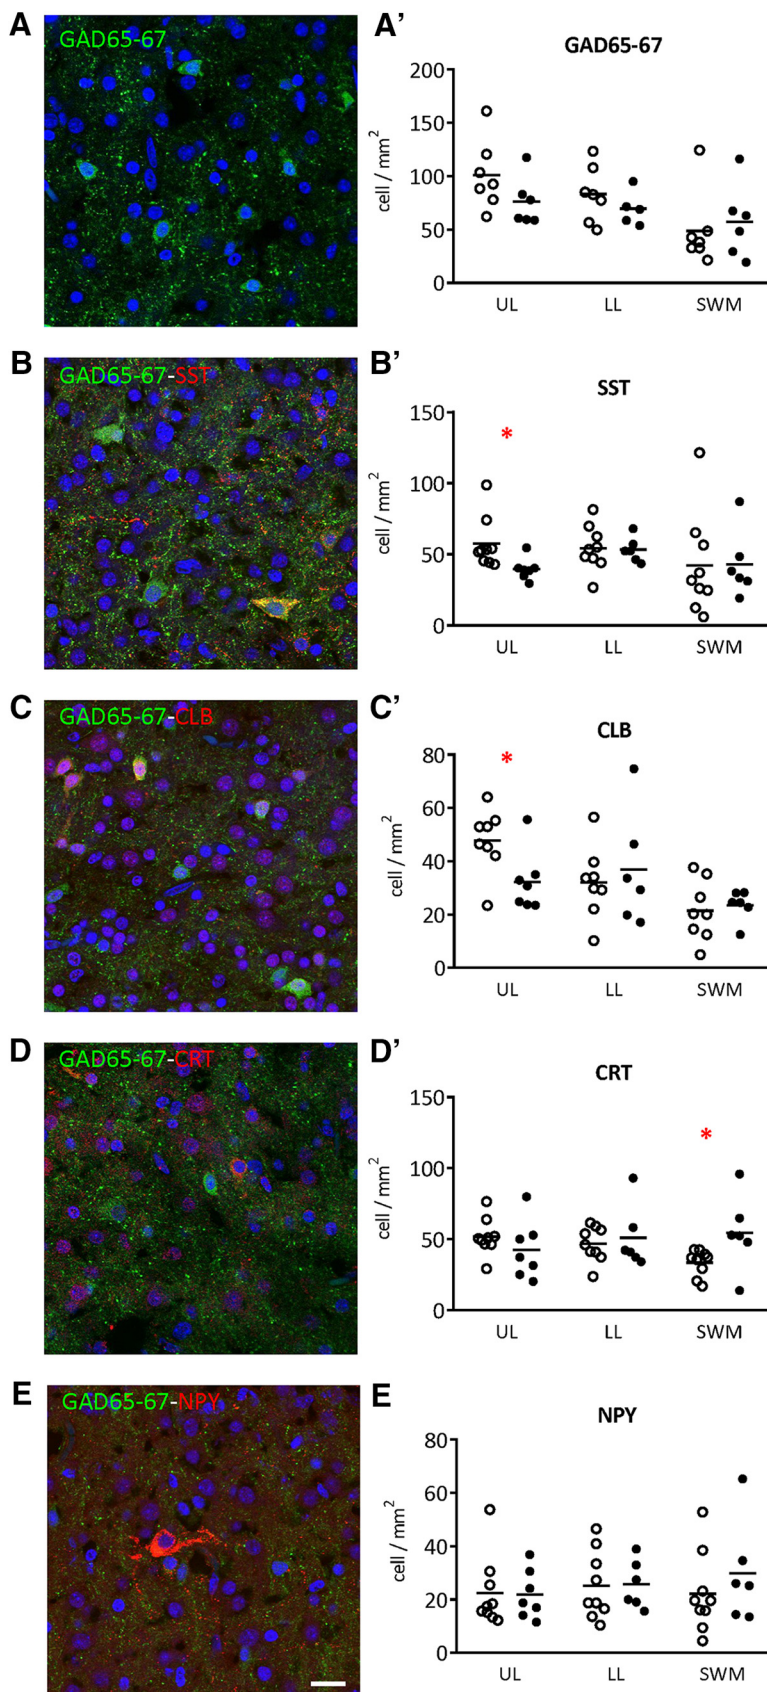 A
GAD65-67
A'
GAD65-67
cell / mm2
200
150
100
50
0
UL LL SWM
B
GAD65-67-SST
B'
SST
cell / mm2
150
*
100
50
0
UL LL SWM
C
GAD65-67-CLB
C'
CLB
cell / mm2
80
*
60
40
20
0
UL LL SWM
D
GAD65-67-CRT
D'
CRT
cell / mm2
150
*
100
50
0
UL LL SWM
E
GAD65-67-NPY
E
NPY
cell / mm2
80
60
40
20
0
UL LL SWM